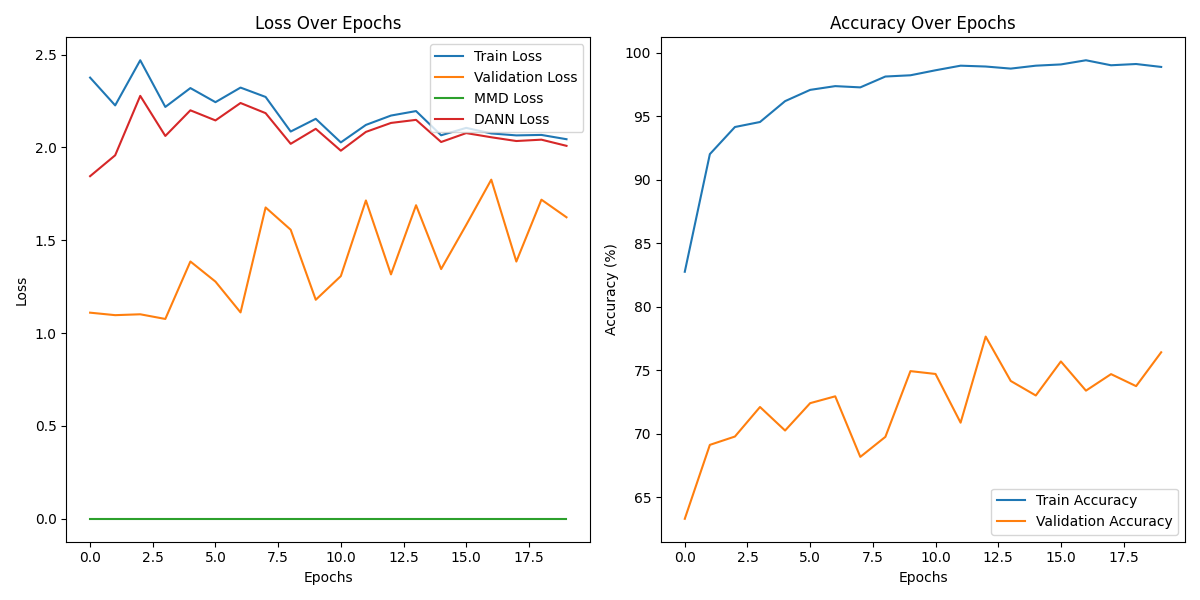 Loss Over Epochs
Train Loss
Validation Loss
MMD Loss
DANN Loss
2.5
2.0
1.5
1.0
0.5
0.0
Loss
0.0 2.5 5.0 7.5 10.0 12.5 15.0 17.5
Epochs
Accuracy Over Epochs
100
95
90
85
80
75
70
65
Accuracy (%)
Train Accuracy
Validation Accuracy
0.0 2.5 5.0 7.5 10.0 12.5 15.0 17.5
Epochs